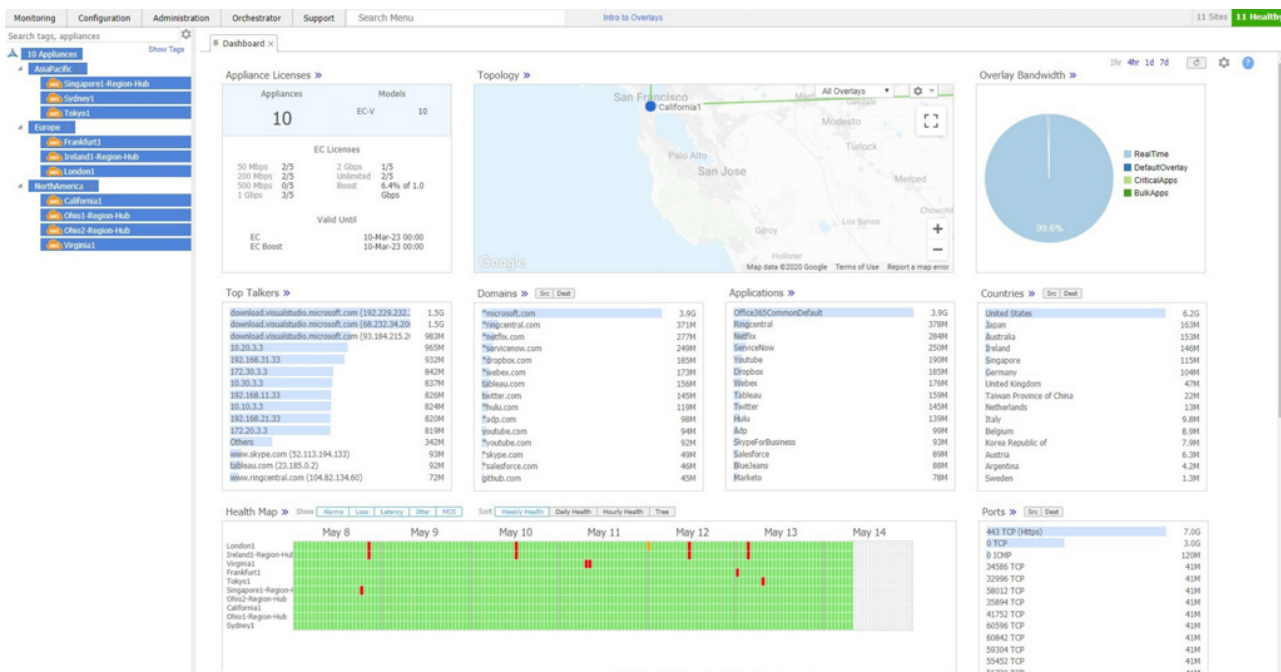 Monitoring Configuration Administration Orchestrator Support Search Menu Intro to Overlays 11 Sites 11 Healthy
Search tags, appliances
Show Tags
10 Appliances
AsiaPacific
Singapore1-Region-Hub
Sydney1
Tokyo1
Europe
Frankfurt1
Ireland1-Region-Hub
London1
NorthAmerica
California1
Ohio1-Region-Hub
Ohio2-Region-Hub
Virginia1
Dashboard ×
1hr 4hr 1d 7d
Appliance Licenses »
Appliances Models
10 EC-V 10
EC Licenses
50 Mbps 2/5 2 Gbps 1/5
200 Mbps 2/5 Unlimited 2/5
500 Mbps 0/5 Boost 6.4% of 1.0
1 Gbps 3/5 Gbps
Valid Until
EC 10-Mar-23 00:00
EC Boost 10-Mar-23 00:00
Topology »
All Overlays
San Francisco
California1
Oakdale
Modesto
Turlock
Palo Alto
San Jose
Merced
Chowchil
Los Banos
Gilroy
Hollister
Google
Map data ©2020 Google Terms of Use Report a map error
Overlay Bandwidth »
RealTime
DefaultOverlay
CriticalApps
BulkApps
99.6%
Top Talkers »
download.visualstudio.microsoft.com (192.229.232. 1.5G
download.visualstudio.microsoft.com (68.232.34.20 1.5G
download.visualstudio.microsoft.com (93.184.215.2 983M
10.20.3.3 965M
192.168.31.33 932M
172.30.3.3 842M
10.30.3.3 837M
192.168.11.33 826M
10.10.3.3 824M
192.168.21.33 820M
172.20.3.3 819M
Others 342M
www.skype.com (52.113.194.133) 93M
tableau.com (23.185.0.2) 92M
www.ringcentral.com (104.82.134.60) 72M
Domains » Src Dest
*microsoft.com 3.9G
*ringcentral.com 371M
*netflix.com 277M
*servicenow.com 249M
*dropbox.com 185M
*webex.com 173M
tableau.com 156M
twitter.com 145M
*hulu.com 119M
*adp.com 98M
youtube.com 94M
*youtube.com 92M
*skype.com 49M
*salesforce.com 46M
github.com 45M
Applications »
Office365CommonDefault 3.9G
Ringcentral 378M
Netflix 284M
ServiceNow 250M
Youtube 190M
Dropbox 185M
Webex 176M
Tableau 159M
Twitter 145M
Hulu 139M
Adp 99M
SkypeForBusiness 93M
Salesforce 89M
BlueJeans 88M
Marketo 78M
Countries » Src Dest
United States 6.2G
Japan 163M
Australia 153M
Ireland 146M
Singapore 115M
Germany 104M
United Kingdom 47M
Taiwan Province of China 22M
Netherlands 13M
Italy 9.8M
Belgium 8.9M
Korea Republic of 7.9M
Austria 6.3M
Argentina 4.2M
Sweden 1.3M
Health Map » Show Alarms Loss Latency Jitter MOS Sort Weekly Health Daily Health Hourly Health Tree
May 8 May 9 May 10 May 11 May 12 May 13 May 14
London1
Ireland1-Region-Hub
Virginia1
Frankfurt1
Tokyo1
Singapore1-Region-H
Ohio2-Region-Hub
California1
Ohio1-Region-Hub
Sydney1
Ports » Src Dest
443 TCP (Https) 7.0G
0 TCP 3.0G
0 ICMP 120M
34586 TCP 41M
32996 TCP 41M
58012 TCP 41M
35894 TCP 41M
41752 TCP 41M
60596 TCP 41M
60842 TCP 41M
59304 TCP 41M
55452 TCP 41M